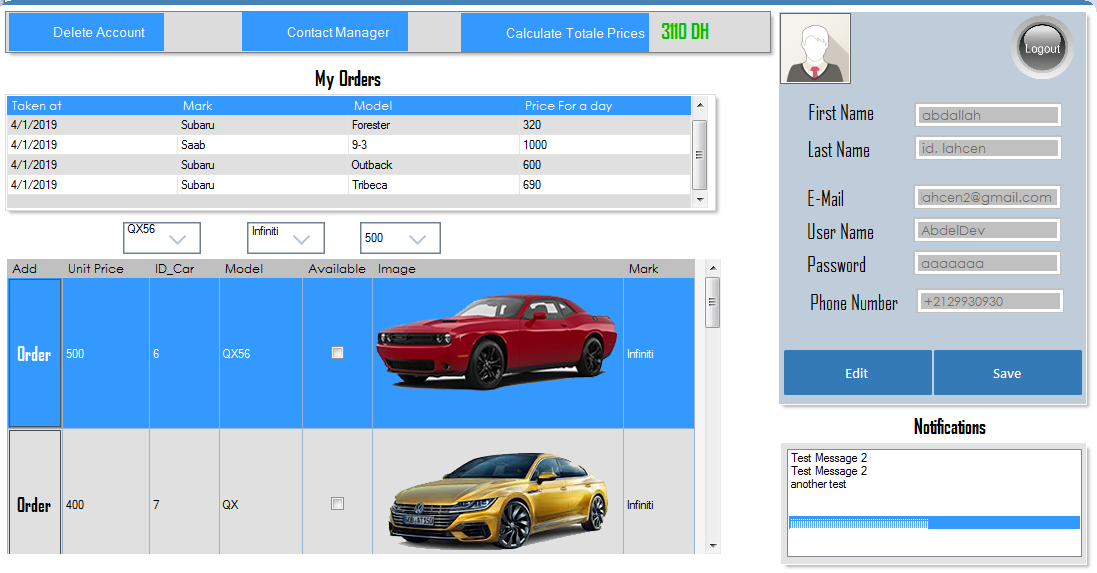 Delete Account Contact Manager Calculate Totale Prices 3110 DH
My Orders
Taken at Mark Model Price For a day
4/1/2019 Subaru Forester 320
4/1/2019 Saab 9-3 1000
4/1/2019 Subaru Outback 600
4/1/2019 Subaru Tribeca 690
QX56 Infiniti 500
Add Unit Price ID_Car Model Available Image Mark
Order 500 6 QX56 Infiniti
Order 400 7 QX Infiniti
Logout
First Name abdallah
Last Name id. lahcen
E-Mail ahcen2@gmail.com
User Name AbdelDev
Password aaaaaaa
Phone Number +2129930930
Edit Save
Notifications
Test Message 2
Test Message 2
another test